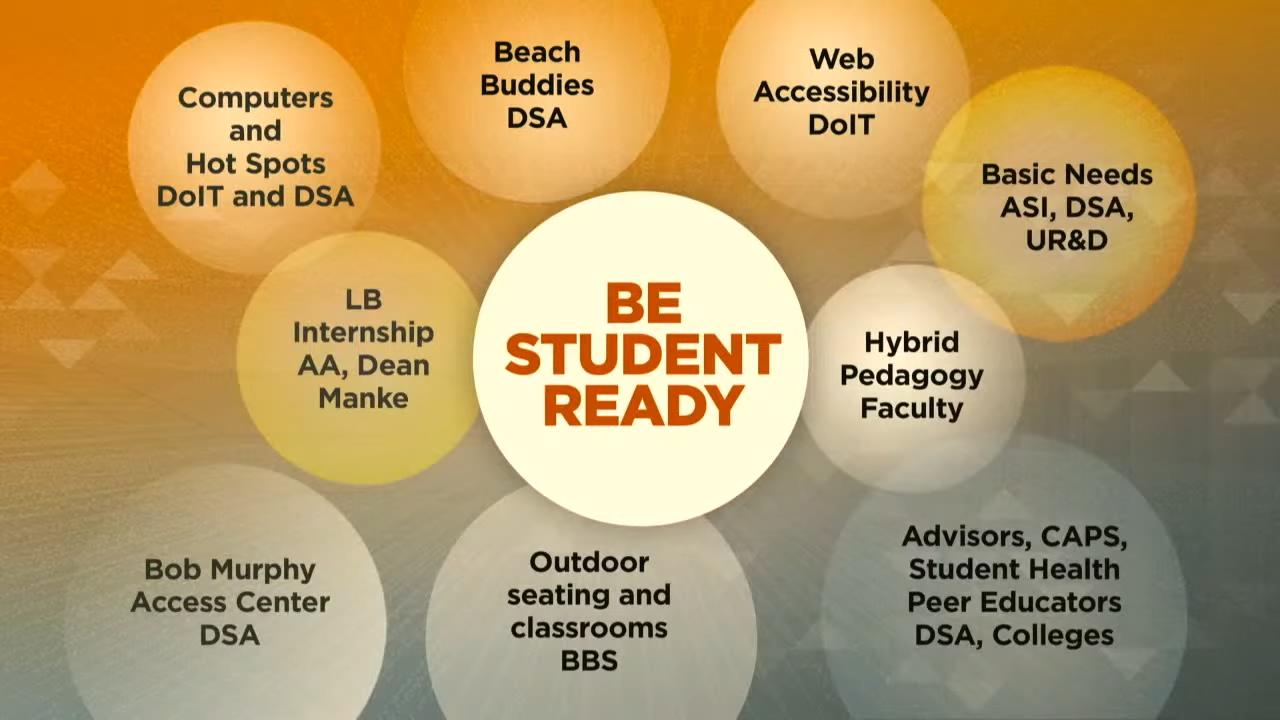 Computers
and
Hot Spots
DoIT and DSA
Beach
Buddies
DSA
Web
Accessibility
DoIT
Basic Needs
ASI, DSA,
UR&D
LB
Internship
AA, Dean
Manke
BE
STUDENT
READY
Hybrid
Pedagogy
Faculty
Bob Murphy
Access Center
DSA
Outdoor
seating and
classrooms
BBS
Advisors, CAPS,
Student Health
Peer Educators
DSA, Colleges